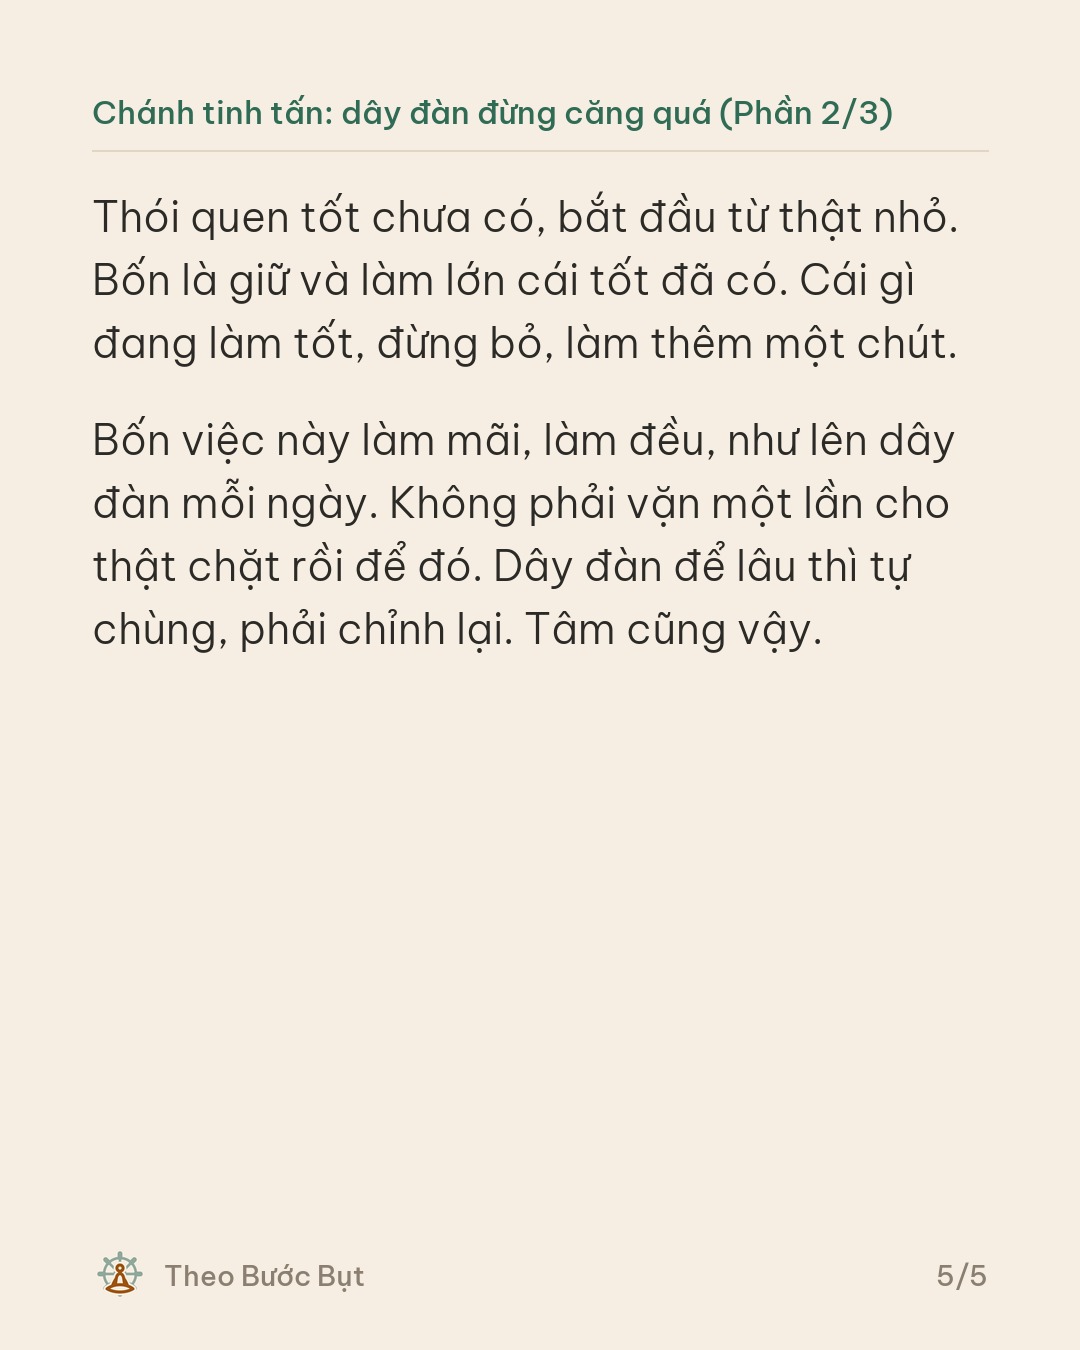 Chánh tinh tấn: dây đàn đừng căng quá (Phần 2/3)
Thói quen tốt chưa có, bắt đầu từ thật nhỏ.
Bốn là giữ và làm lớn cái tốt đã có. Cái gì
đang làm tốt, đừng bỏ, làm thêm một chút.
Bốn việc này làm mãi, làm đều, như lên dây
đàn mỗi ngày. Không phải vặn một lần cho
thật chặt rồi để đó. Dây đàn để lâu thì tự
chùng, phải chỉnh lại. Tâm cũng vậy.
Theo Bước Bụt
5/5